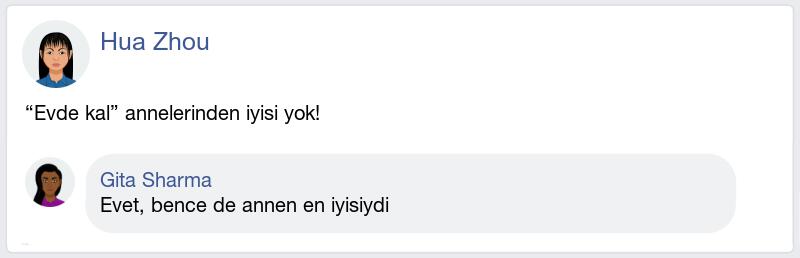 Hua Zhou
“Evde kal” annelerinden iyisi yok!
Gita Sharma
Evet, bence de annen en iyisiydi